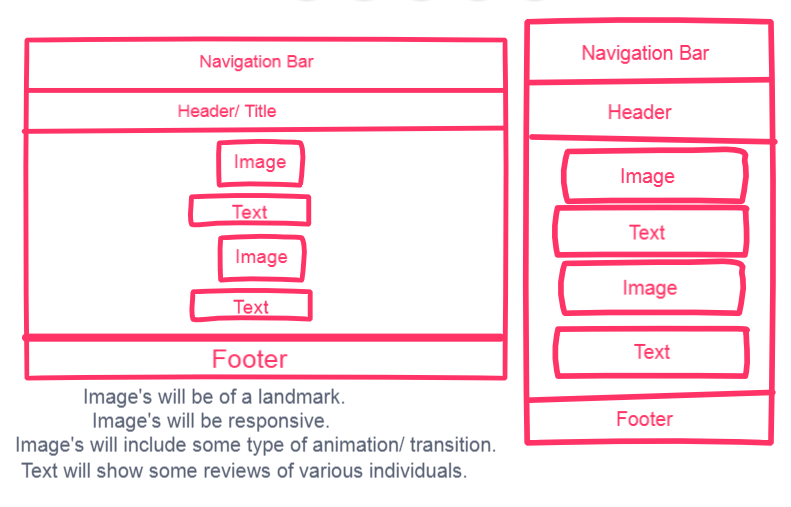 Navigation Bar
Header/ Title
Image
Text
Image
Text
Footer
Image's will be of a landmark.
Image's will be responsive.
Image's will include some type of animation/ transition.
Text will show some reviews of various individuals.
Navigation Bar
Header
Image
Text
Image
Text
Footer